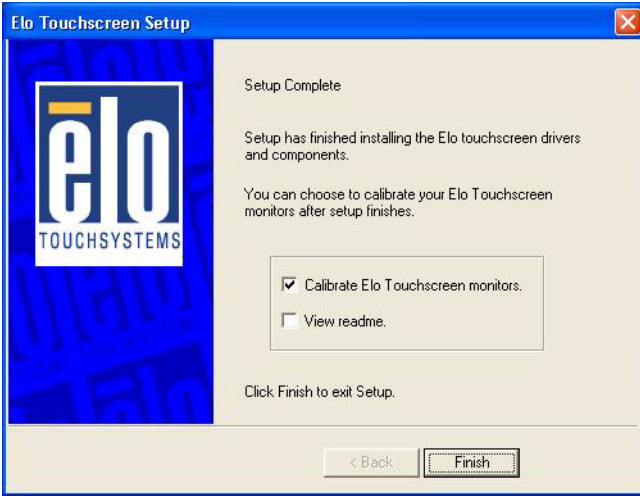 Elo Touchscreen Setup
Setup Complete
Setup has finished installing the Elo touchscreen drivers
and components.
You can choose to calibrate your Elo Touchscreen
monitors after setup finishes.
ēlo
TOUCHSYSTEMS
Calibrate Elo Touchscreen monitors.
View readme.
Click Finish to exit Setup.
< Back
Finish